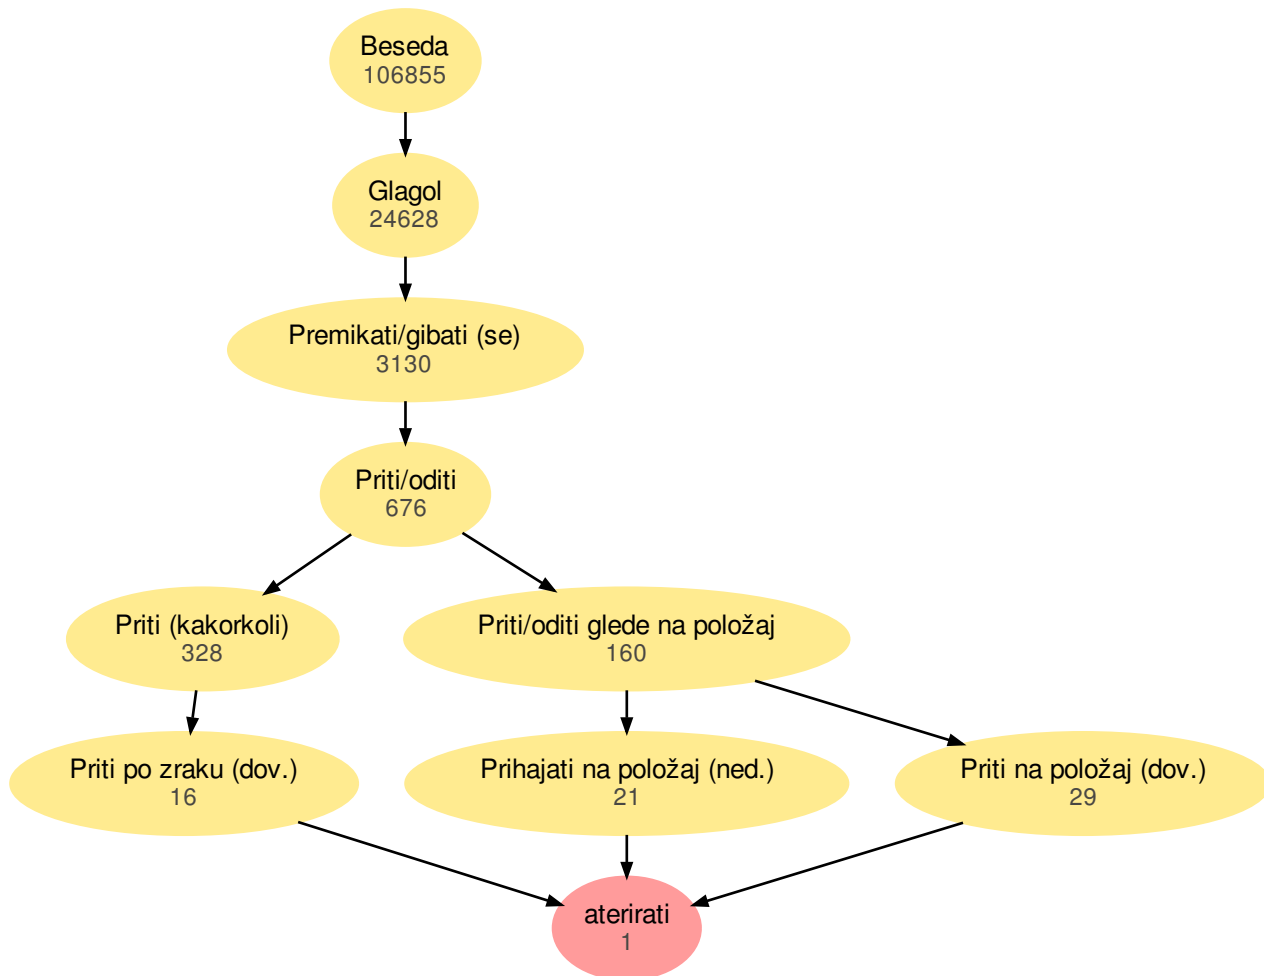 Beseda
106855
Glagol
24628
Premikati/gibati (se)
3130
Priti/oditi
676
Priti (kakorkoli)
328
Priti/oditi glede na položaj
160
Priti po zraku (dov.)
16
Prihajati na položaj (ned.)
21
Priti na položaj (dov.)
29
aterirati
1